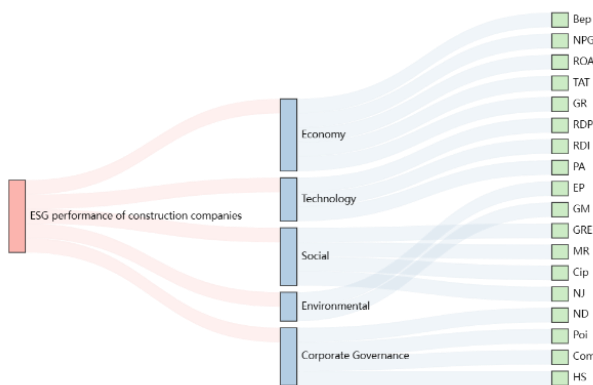 ESG performance of construction companies
Economy
Technology
Social
Environmental
Corporate Governance
Bep
NPG
ROA
TAT
GR
RDP
RDI
PA
EP
GM
GRE
MR
Cip
NJ
ND
Poi
Com
HS